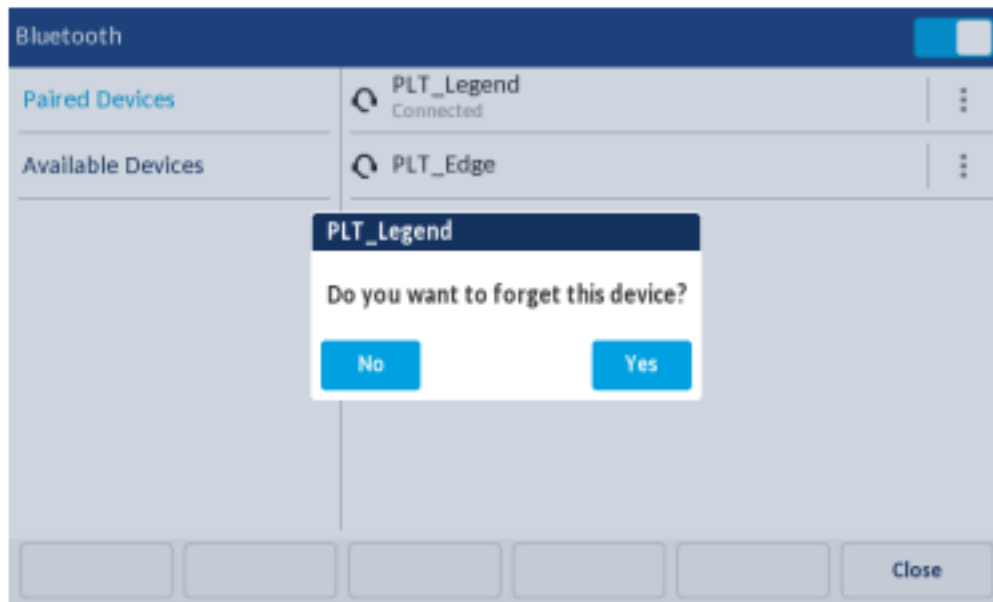 Bluetooth
Paired Devices
PLT_Legend
Connected
Available Devices
PLT_Edge
PLT_Legend
Do you want to forget this device?
No
Yes
Close